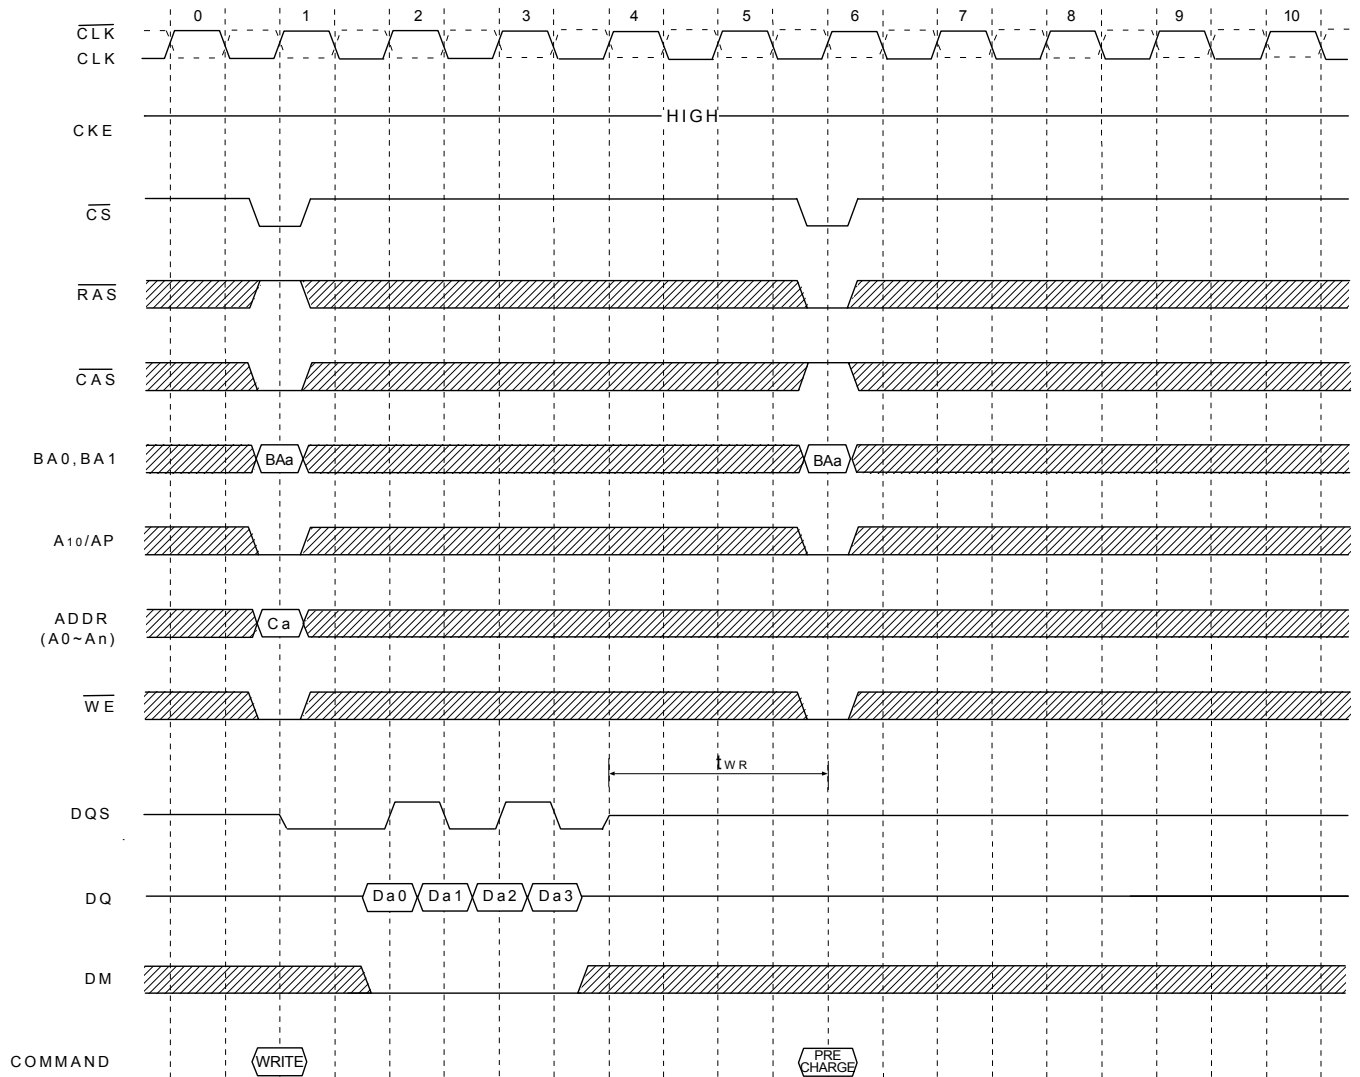 0 1 2 3 4 5 6 7 8 9 10
CLK
CLK
HIGH
CKE
CS
RAS
CAS
BA0,BA1 BAa BAa
A10/AP
ADDR
(A0~An) Ca
WE
tWR
DQS
DQ Da0 Da1 Da2 Da3
DM
COMMAND WRITE PRE
CHARGE